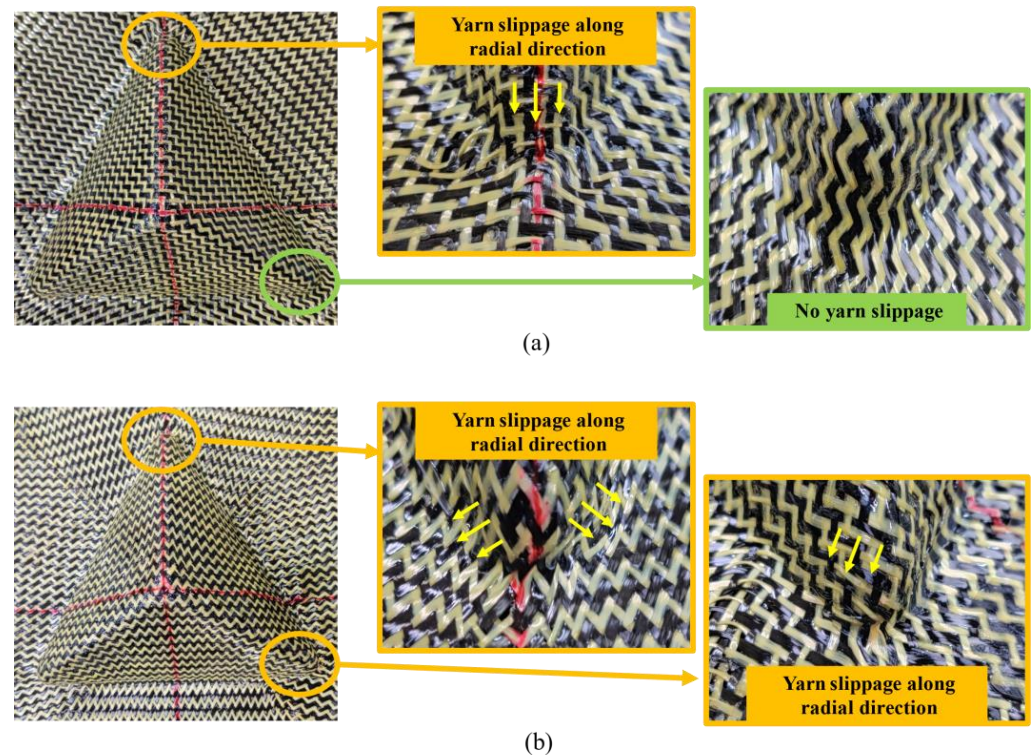 Yarn slippage along
radial direction
No yarn slippage
(a)
Yarn slippage along
radial direction
Yarn slippage along
radial direction
(b)